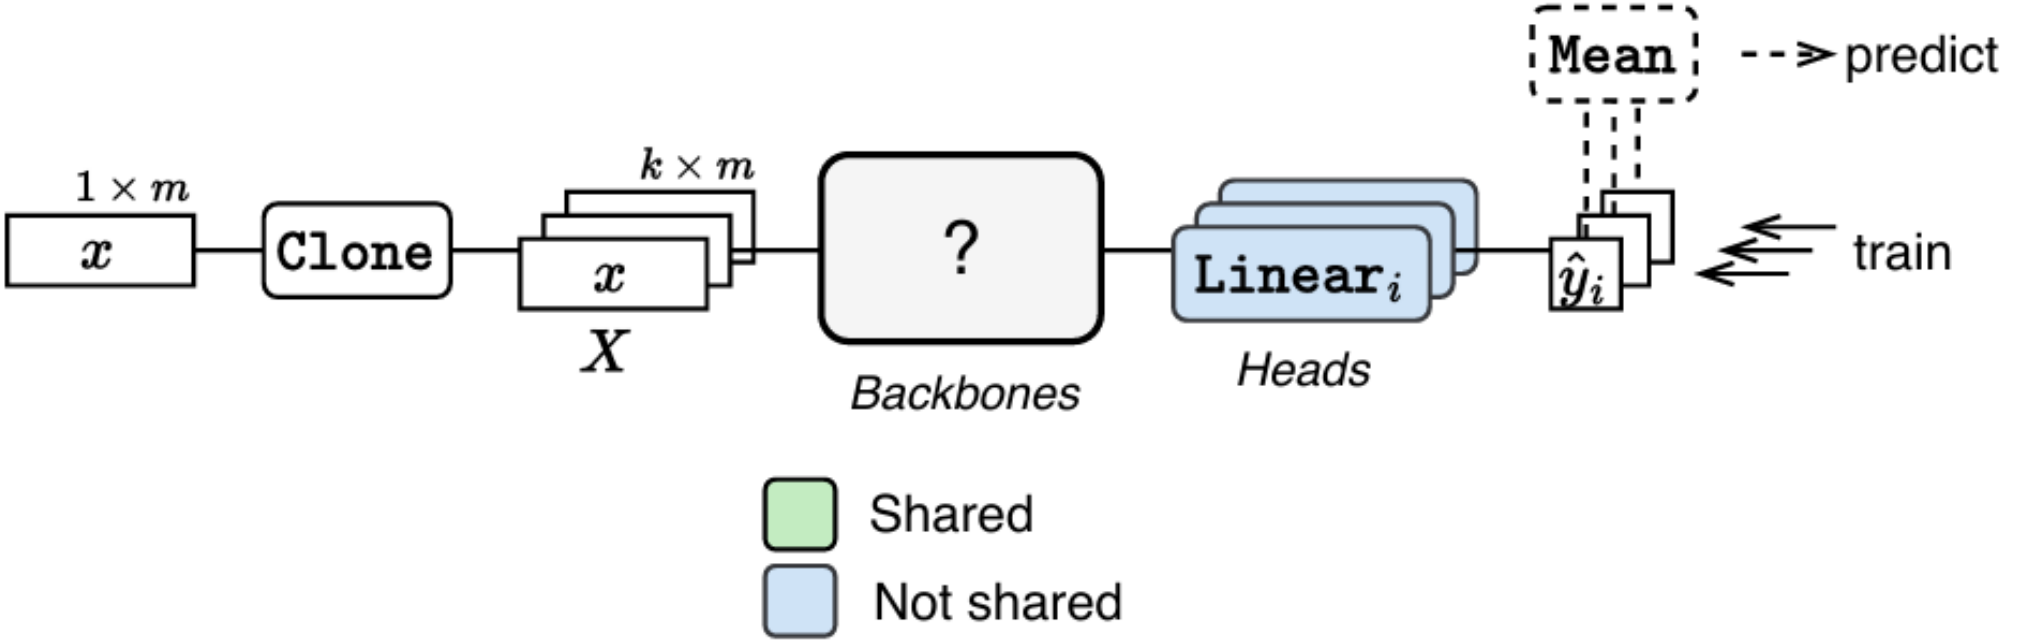 Mean
predict
1 × m
x
Clone
k × m
x
X
?
Backbones
Linear_i
Heads
ŷ_i
train
Shared
Not shared